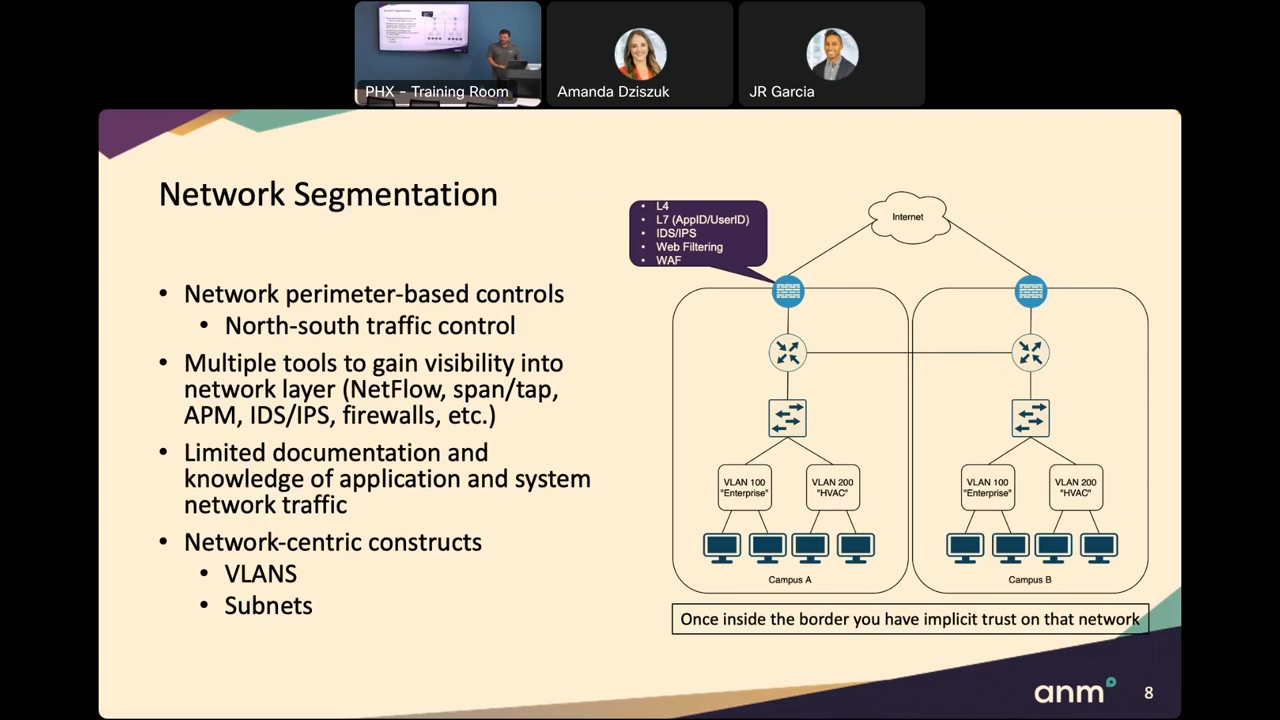 PHX - Training Room
Amanda Dziszuk
JR Garcia
Network Segmentation
• Network perimeter-based controls
• North-south traffic control
• Multiple tools to gain visibility into
network layer (NetFlow, span/tap,
APM, IDS/IPS, firewalls, etc.)
• Limited documentation and
knowledge of application and system
network traffic
• Network-centric constructs
• VLANS
• Subnets
• L4
• L7 (AppID/UserID)
• IDS/IPS
• Web Filtering
• WAF
Internet
VLAN 100
"Enterprise"
VLAN 200
"HVAC"
Campus A
VLAN 100
"Enterprise"
VLAN 200
"HVAC"
Campus B
Once inside the border you have implicit trust on that network
anm
8